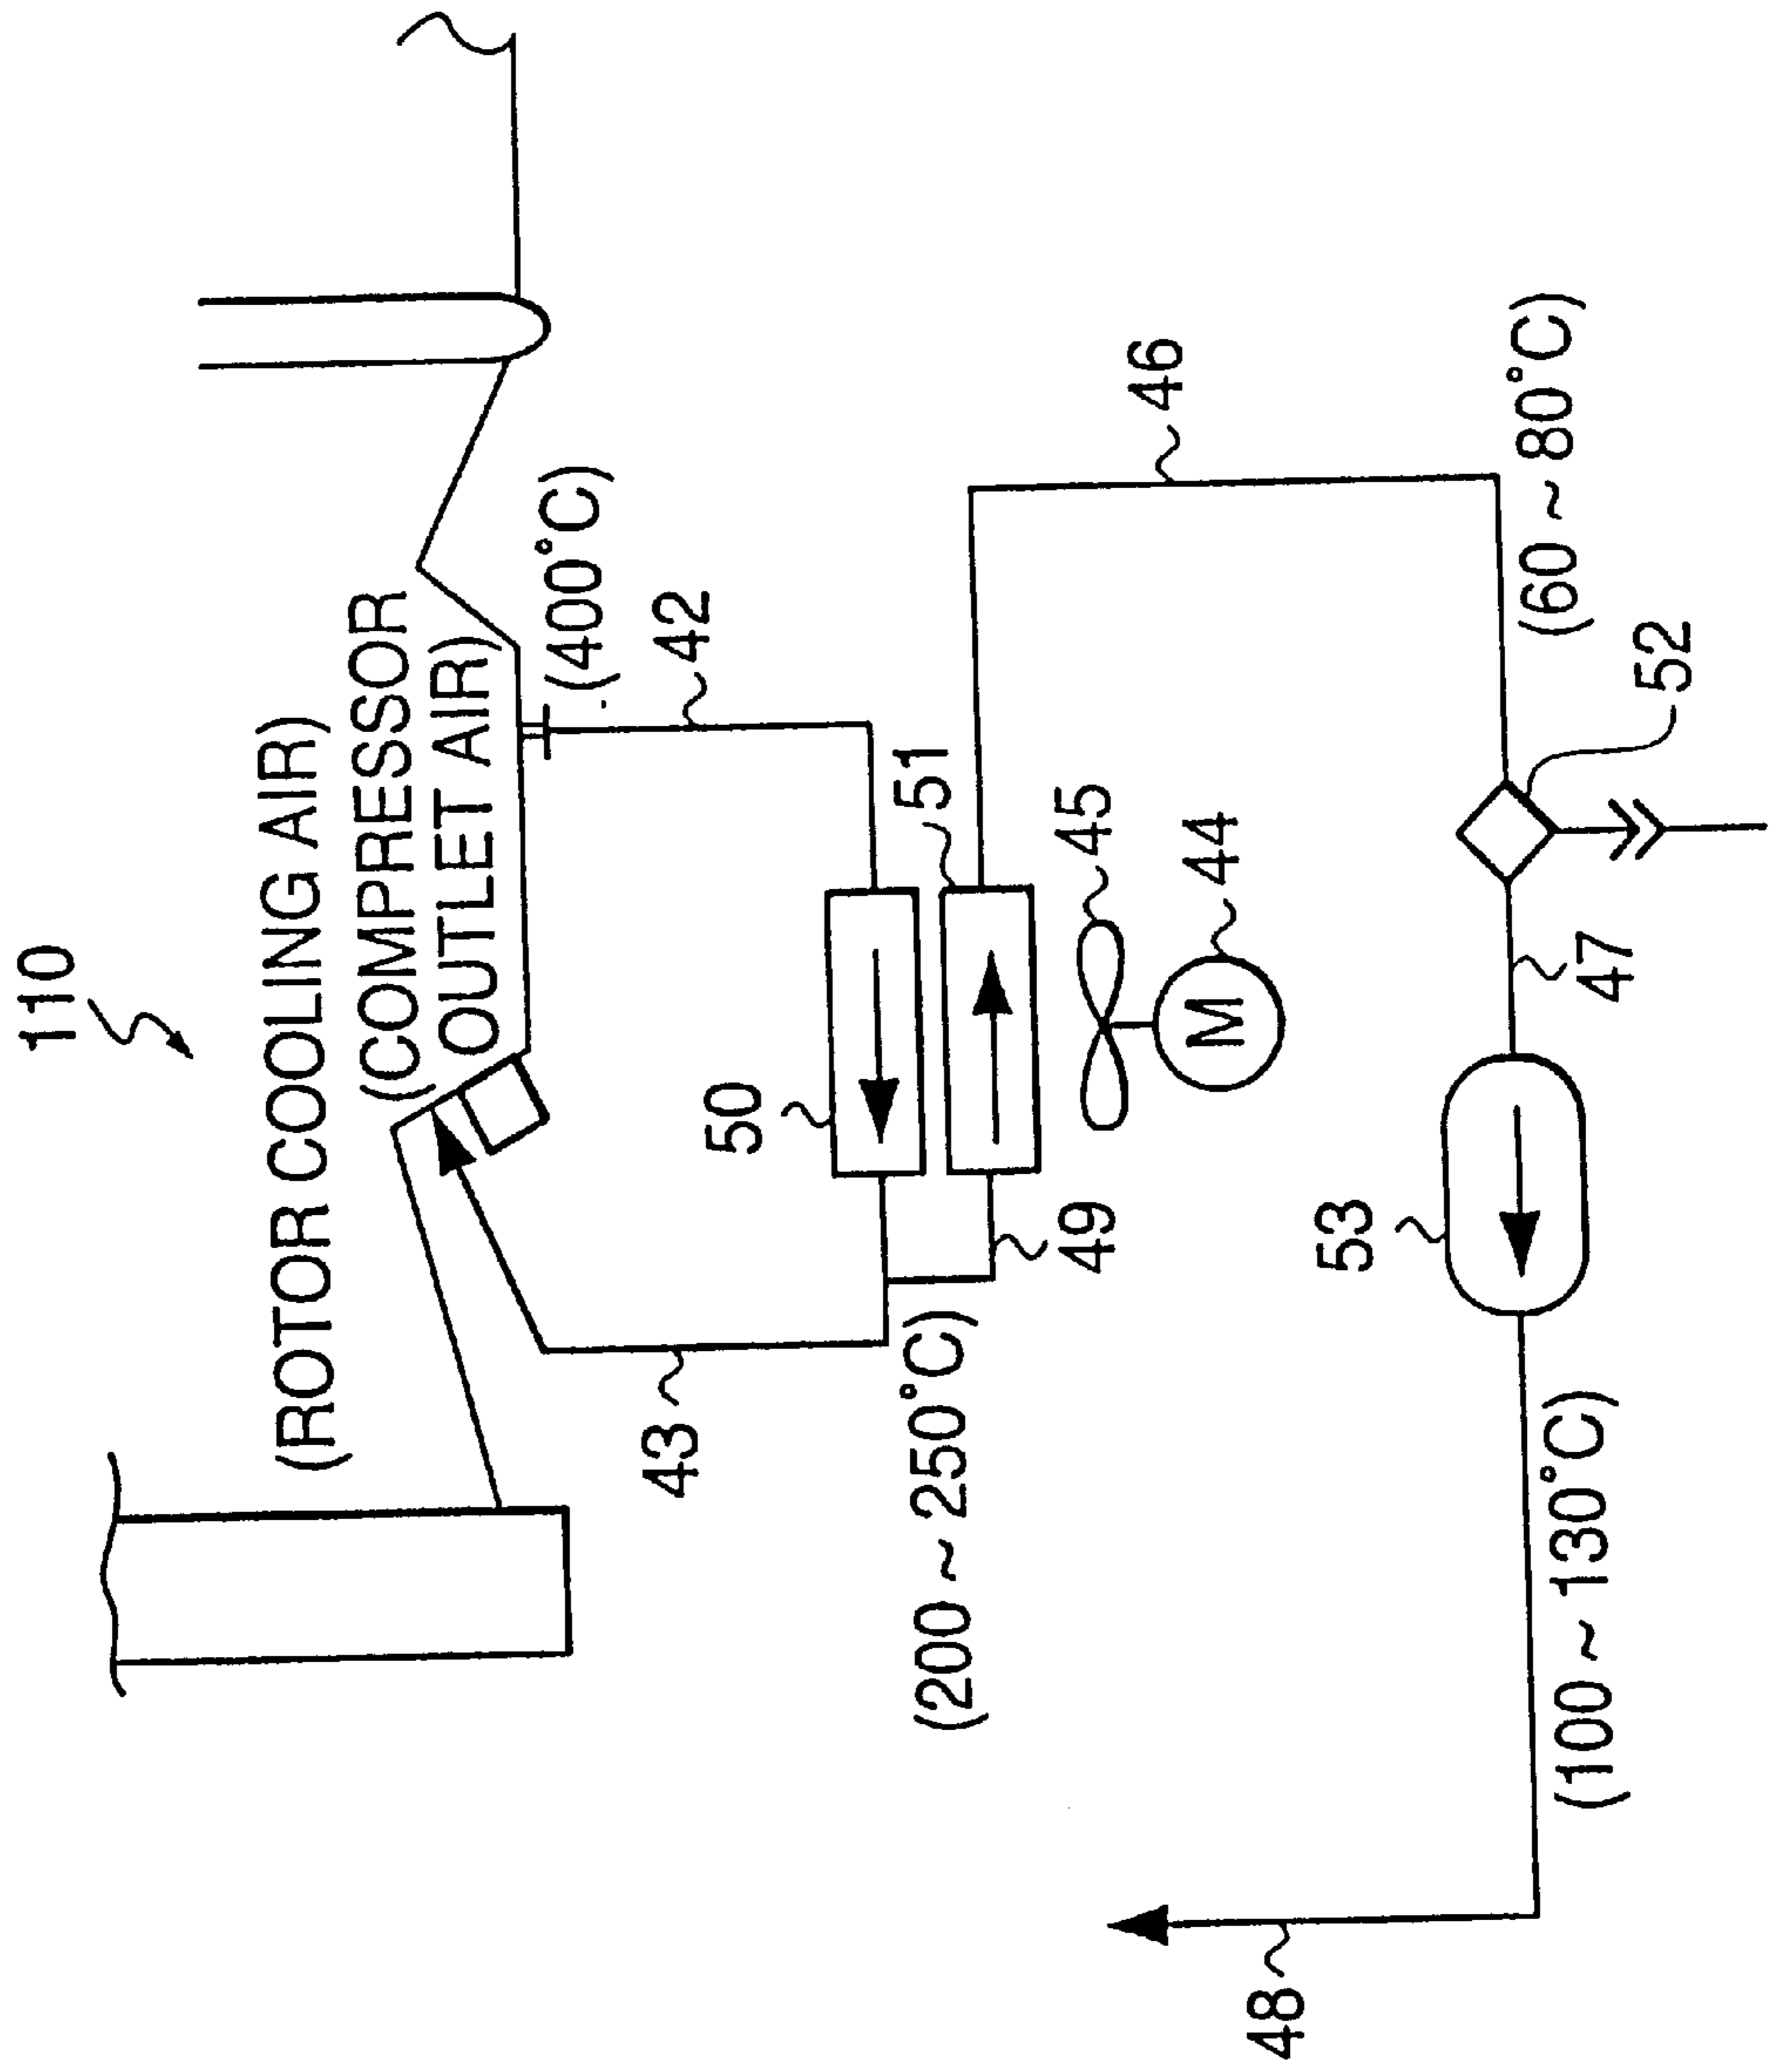 110
(ROTOR COOLING AIR)
(COMPRESSOR
OUTLET AIR)
(400°C)
42
43
50
51
(200 ~ 250°C)
49
45
44
M
46
(60 ~ 80°C)
52
47
53
(100 ~ 130°C)
48